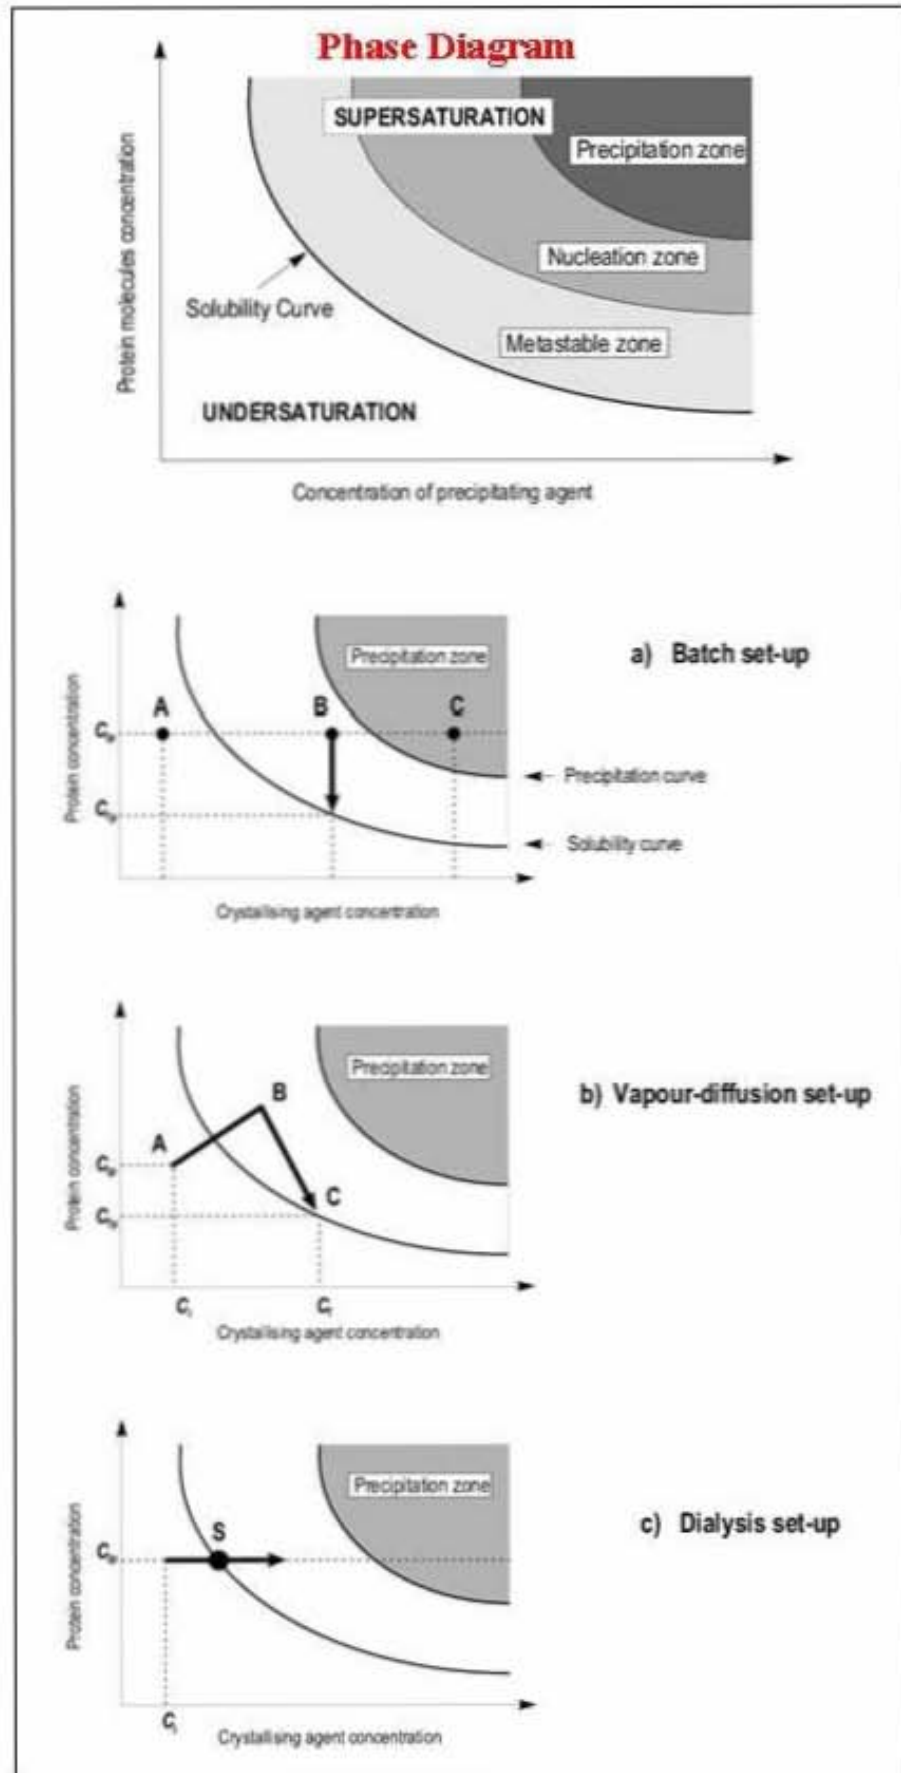 Phase Diagram
SUPERSATURATION
Precipitation zone
Nucleation zone
Solubility Curve
Metastable zone
UNDERSATURATION
Protein molecules concentration
Concentration of precipitating agent
Precipitation zone
a) Batch set-up
A
B
C
Protein concentration
Precipitation curve
Solubility curve
Crystallising agent concentration
Precipitation zone
b) Vapour-diffusion set-up
B
A
C
Protein concentration
Crystallising agent concentration
Precipitation zone
c) Dialysis set-up
S
Protein concentration
Crystallising agent concentration